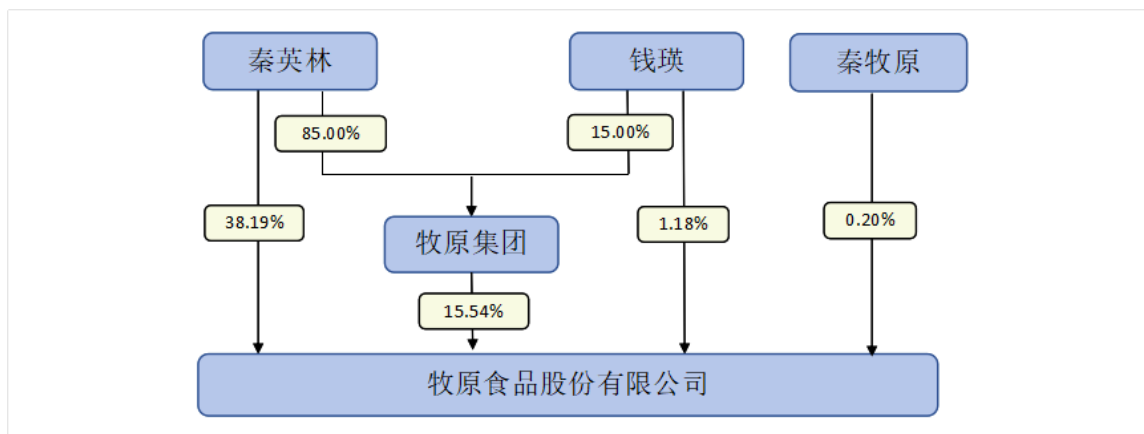 秦英林
钱瑛
秦牧原
85.00%
15.00%
38.19%
牧原集团
1.18%
0.20%
15.54%
牧原食品股份有限公司